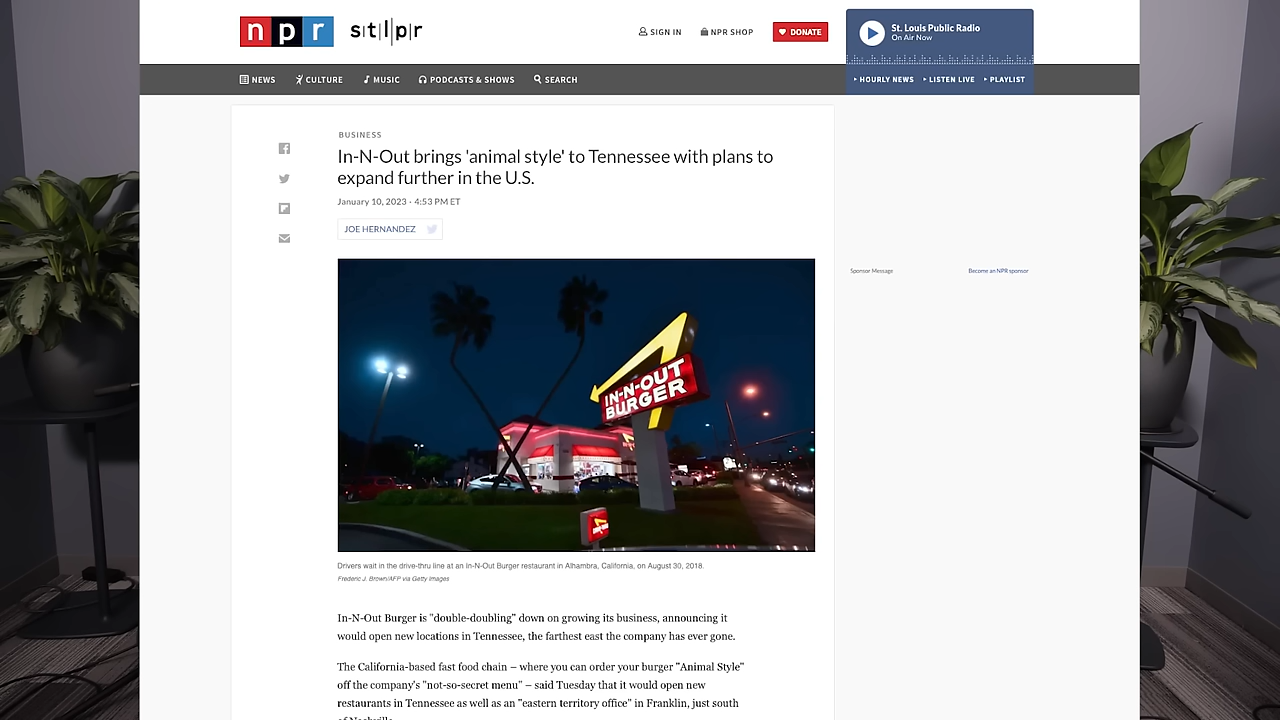 npr
stlpr
SIGN IN
NPR SHOP
DONATE
St. Louis Public Radio
On Air Now
NEWS
CULTURE
MUSIC
PODCASTS & SHOWS
SEARCH
HOURLY NEWS
LISTEN LIVE
PLAYLIST
BUSINESS
In-N-Out brings 'animal style' to Tennessee with plans to
expand further in the U.S.
January 10, 2023 · 4:53 PM ET
JOE HERNANDEZ
Sponsor Message
Become an NPR sponsor
IN-N-OUT
BURGER
Drivers wait in the drive-thru line at an In-N-Out Burger restaurant in Alhambra, California, on August 30, 2018.
Frederic J. Brown/AFP via Getty Images
In-N-Out Burger is "double-doubling" down on growing its business, announcing it
would open new locations in Tennessee, the farthest east the company has ever gone.
The California-based fast food chain – where you can order your burger "Animal Style"
off the company's "not-so-secret menu" – said Tuesday that it would open new
restaurants in Tennessee as well as an "eastern territory office" in Franklin, just south
of Nashville